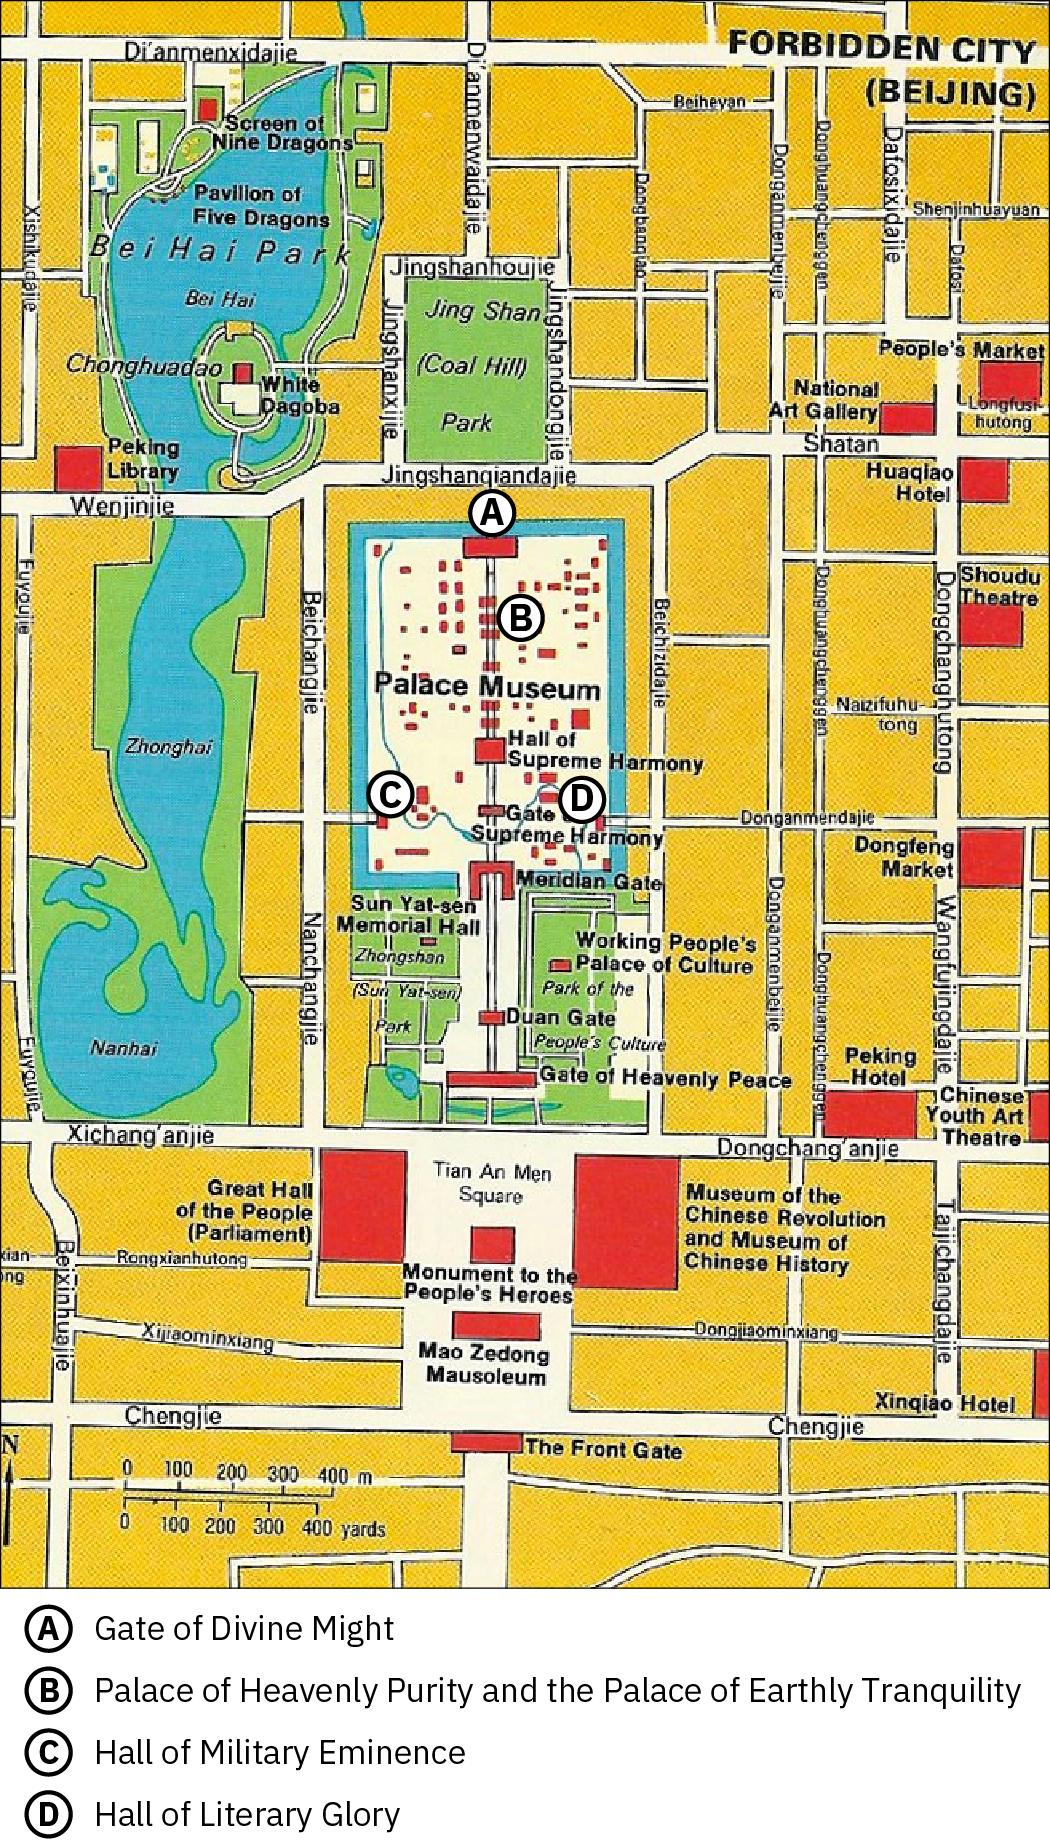 FORBIDDEN CITY
(BEIJING)
Di'anmenxidajie
Di'anmenwaidajie
Beiheyan
Screen of
Nine Dragons
Pavilion of
Five Dragons
Bei Hai Park
Bei Hai
Chonghuadao
White
Dagoba
Peking
Library
Wenjinjie
Xishikudajie
Jingshanhoujie
Jing Shan
(Coal Hill)
Park
Jingshanxijie
Jingshandongjie
Jingshanqiandajie
Donganmenbeijie
Donghuangchenggen
Datosixidajie
Shenjinhuayuan
Datosi
People's Market
National
Art Gallery
Longfusi-
hutong
Shatan
Huaqiao
Hotel
Shoudu
Theatre
A
B
Palace Museum
Hall of
Supreme Harmony
C
D
Gate
Supreme Harmony
Meridian Gate
Fuyoujie
Beichangjie
Beichizidajie
Donghuangchenggen
Dongchanghutong
Naizifuhu-
tong
Zhonghai
Donganmendajie
Dongfeng
Market
Sun Yat-sen
Memorial Hall
Zhongshan
(Sun Yat-sen)
Park
Working People's
Palace of Culture
Park of the
People's Culture
Duan Gate
Gate of Heavenly Peace
Nanchangjie
Nanhai
Fuyoujie
Donganmenbeijie
Donghuangchenggen
Wangfujingdajie
Peking
Hotel
Chinese
Youth Art
Theatre
Xichang'anjie
Dongchang'anjie
Tian An Men
Square
Great Hall
of the People
(Parliament)
Museum of the
Chinese Revolution
and Museum of
Chinese History
Monument to the
People's Heroes
Mao Zedong
Mausoleum
xian
ong
Rongxianhutong
Beixinhuajie
Xijiaominxiang
Dongjiaominxiang
Taijichangdajie
Xinqiao Hotel
Chengjie
Chengjie
The Front Gate
N
0 100 200 300 400 m
0 100 200 300 400 yards
A Gate of Divine Might
B Palace of Heavenly Purity and the Palace of Earthly Tranquility
C Hall of Military Eminence
D Hall of Literary Glory